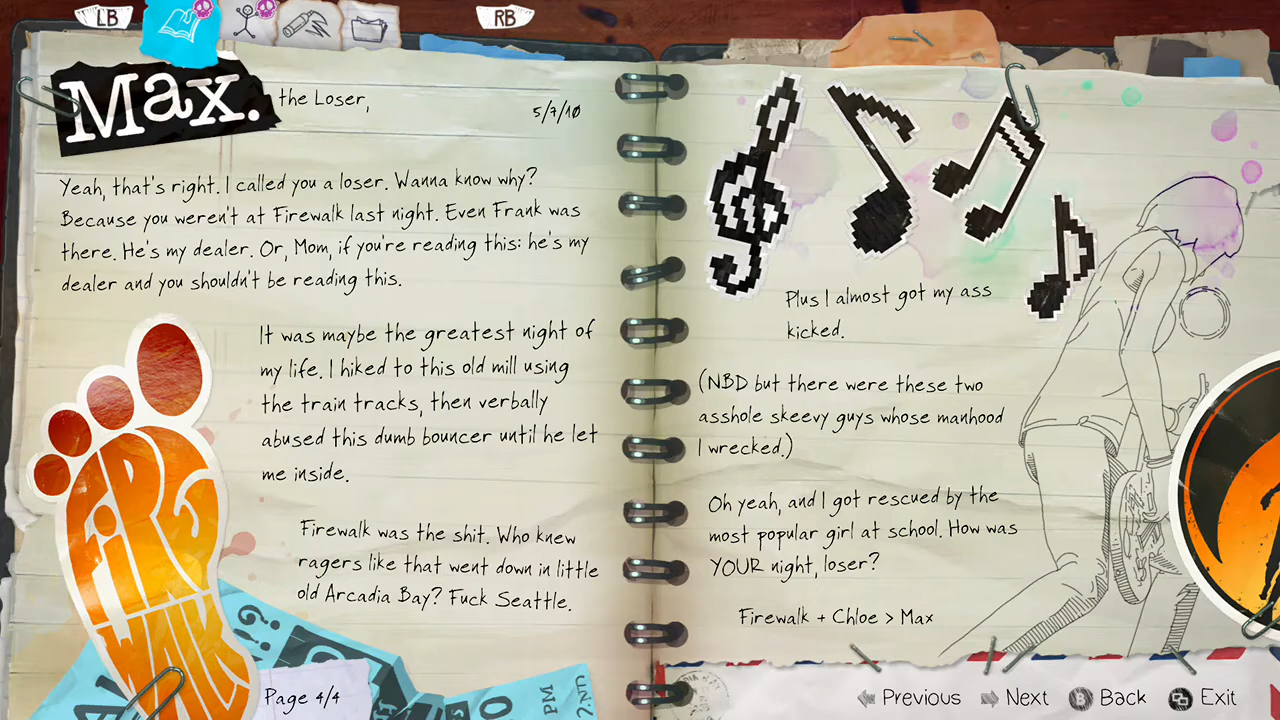 LB
RB
Max.
the Loser,
5/7/10
Yeah, that's right. I called you a loser. Wanna know why?
Because you weren't at Firewalk last night. Even Frank was
there. He's my dealer. Or, Mom, if you're reading this: he's my
dealer and you shouldn't be reading this.
It was maybe the greatest night of
my life. I hiked to this old mill using
the train tracks, then verbally
abused this dumb bouncer until he let
me inside.
Firewalk was the shit. Who knew
ragers like that went down in little
old Arcadia Bay? Fuck Seattle.
FIRE
WALK
Page 4/4
PM
2.ND
Plus I almost got my ass
kicked.
(NBD but there were these two
asshole skeevy guys whose manhood
I wrecked.)
Oh yeah, and I got rescued by the
most popular girl at school. How was
YOUR night, loser?
Firewalk + Chloe > Max
Previous
Next
B
Back
Exit